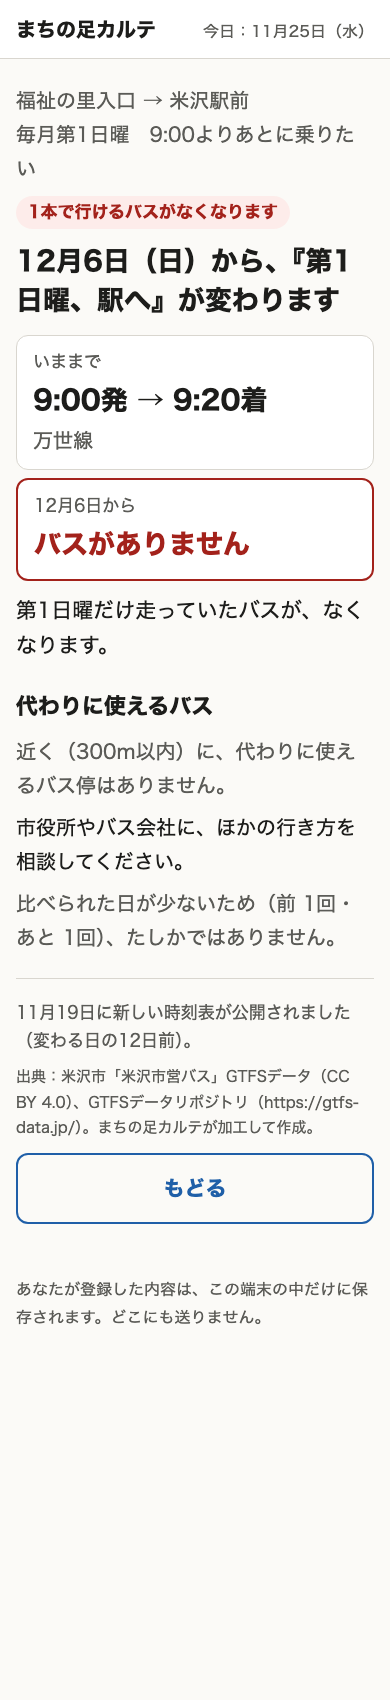 まちの足カルテ
今日：11月25日（水）
福祉の里入口 → 米沢駅前
毎月第1日曜　9:00よりあとに乗りた
い
1本で行けるバスがなくなります
12月6日（日）から、『第1
日曜、駅へ』が変わります
いままで
9:00発 → 9:20着
万世線
12月6日から
バスがありません
第1日曜だけ走っていたバスが、なく
なります。
代わりに使えるバス
近く（300m以内）に、代わりに使え
るバス停はありません。
市役所やバス会社に、ほかの行き方を
相談してください。
比べられた日が少ないため（前 1回・
あと 1回）、たしかではありません。
11月19日に新しい時刻表が公開されました
（変わる日の12日前）。
出典：米沢市「米沢市営バス」GTFSデータ（CC
BY 4.0）、GTFSデータリポジトリ（https://gtfs-
data.jp/）。まちの足カルテが加工して作成。
もどる
あなたが登録した内容は、この端末の中だけに保
存されます。どこにも送りません。